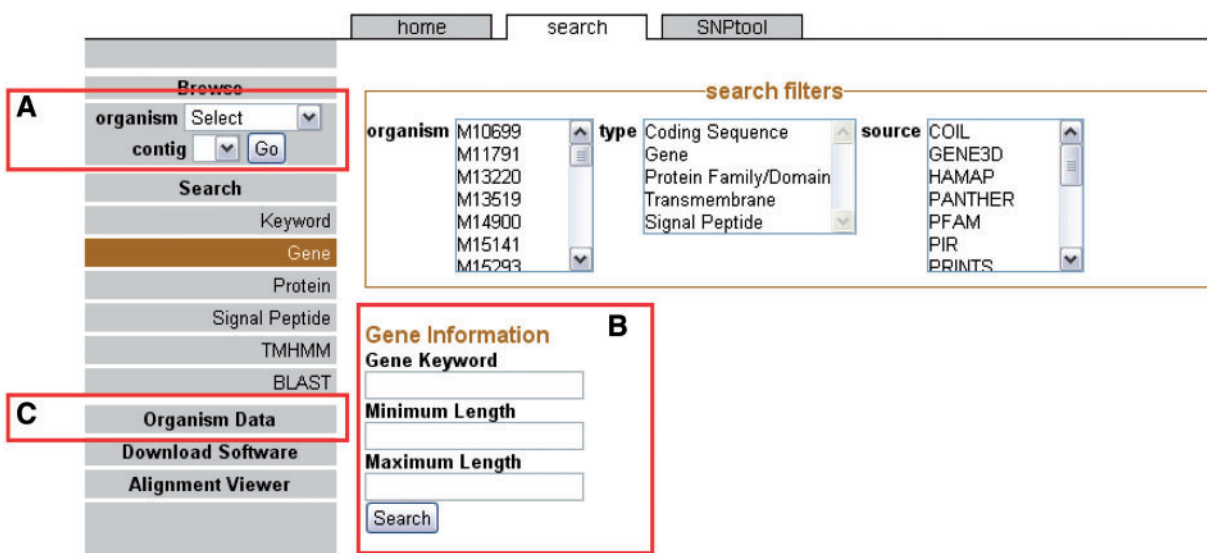 home
search
SNPtool
Browse
A
organism Select
contig Go
Search
Keyword
Gene
Protein
Signal Peptide
TMHMM
BLAST
C
Organism Data
Download Software
Alignment Viewer
search filters
organism
M10699
M11791
M13220
M13519
M14900
M15141
M15293
type
Coding Sequence
Gene
Protein Family/Domain
Transmembrane
Signal Peptide
source
COIL
GENE3D
HAMAP
PANTHER
PFAM
PIR
PRINTS
B
Gene Information
Gene Keyword
Minimum Length
Maximum Length
Search